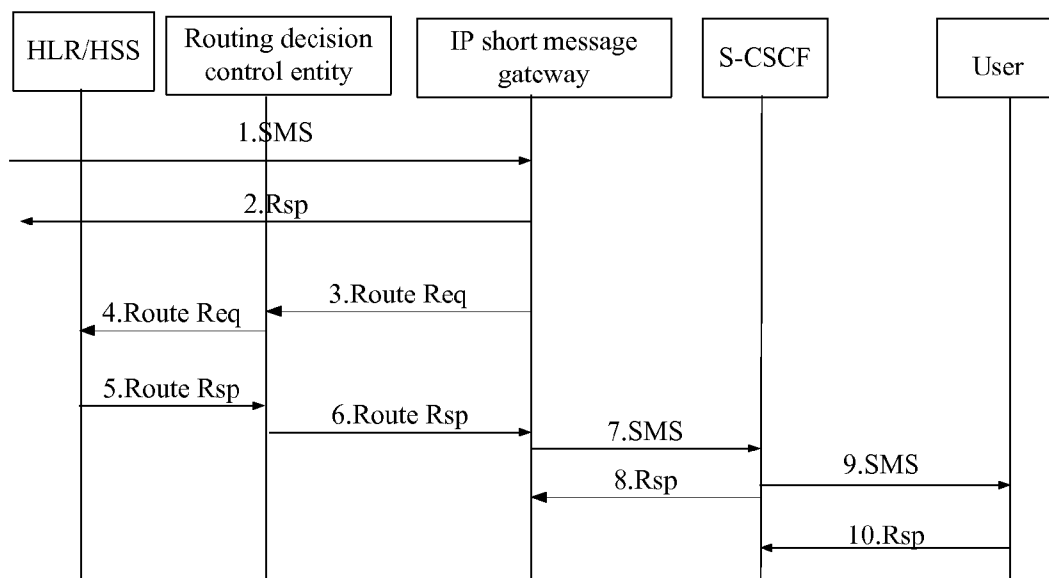 HLR/HSS
Routing decision
control entity
IP short message
gateway
S-CSCF
User
1.SMS
2.Rsp
3.Route Req
4.Route Req
5.Route Rsp
6.Route Rsp
7.SMS
8.Rsp
9.SMS
10.Rsp